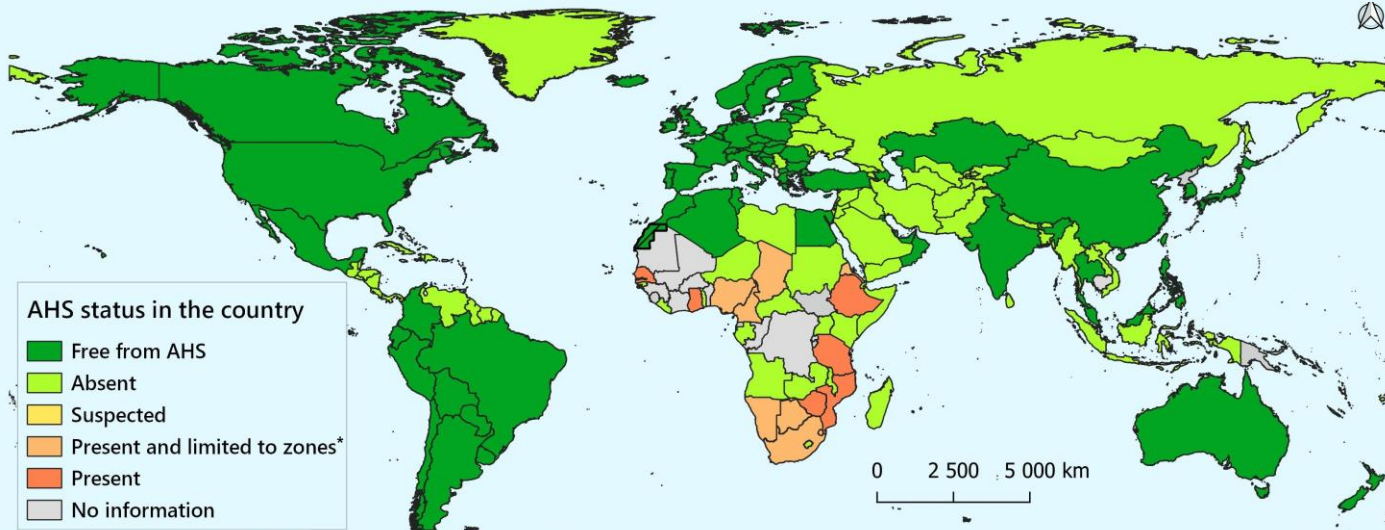 AHS status in the country
Free from AHS
Absent
Suspected
Present and limited to zones*
Present
No information
0 2 500 5 000 km